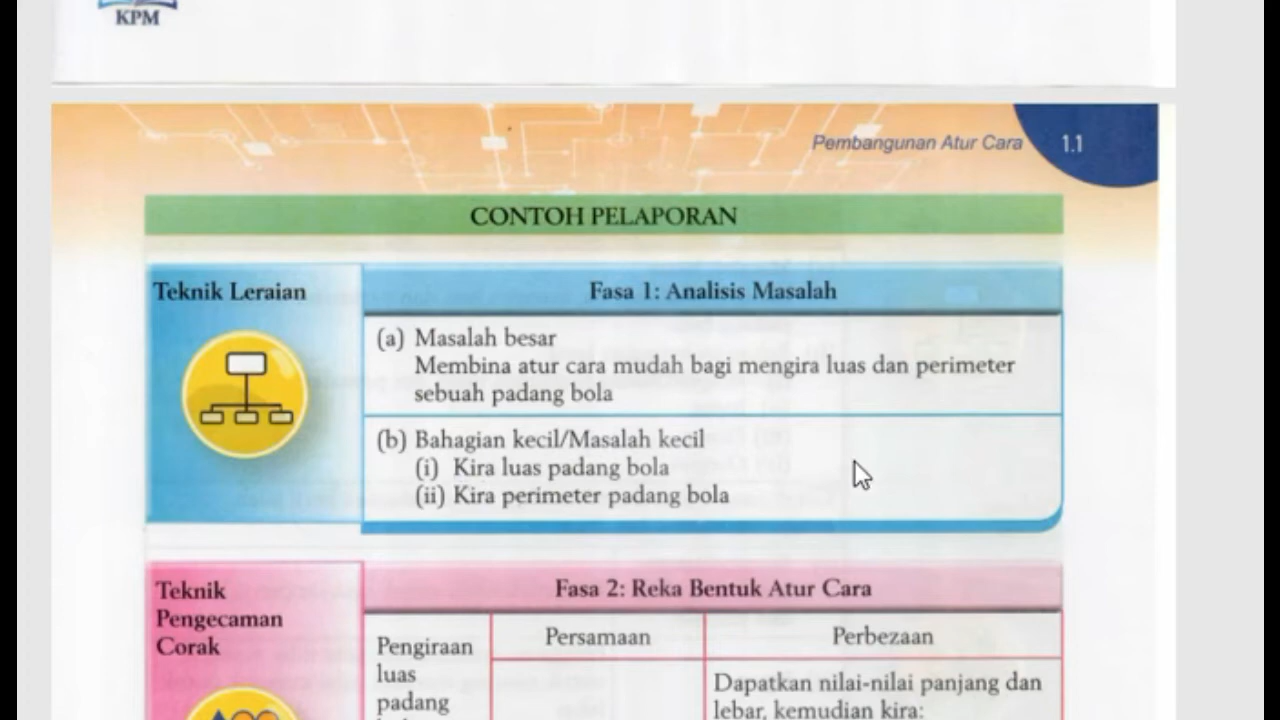 KPM
Pembangunan Atur Cara 1.1
CONTOH PELAPORAN
Teknik Leraian
Fasa 1: Analisis Masalah
(a) Masalah besar
Membina atur cara mudah bagi mengira luas dan perimeter
sebuah padang bola
(b) Bahagian kecil/Masalah kecil
(i) Kira luas padang bola
(ii) Kira perimeter padang bola
Teknik
Pengecaman
Corak
Fasa 2: Reka Bentuk Atur Cara
Pengiraan
luas
padang
Persamaan
Perbezaan
Dapatkan nilai-nilai panjang dan
lebar, kemudian kira: